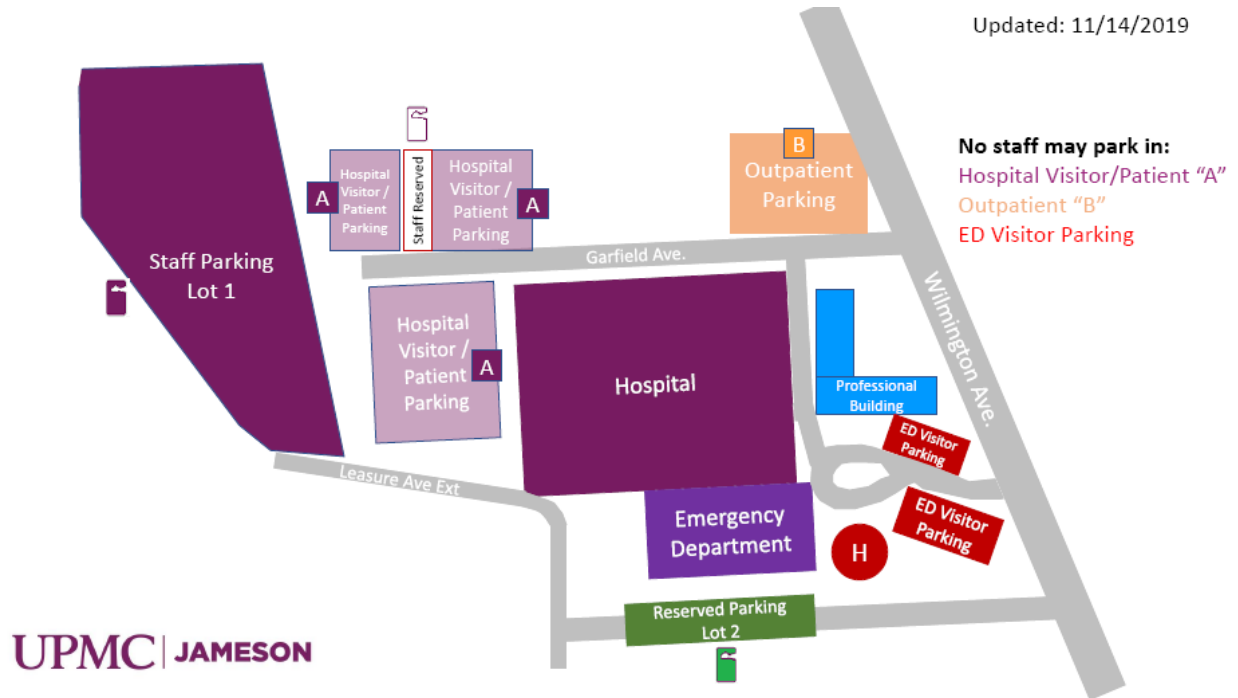 Updated: 11/14/2019
No staff may park in:
Hospital Visitor/Patient “A”
Outpatient “B”
ED Visitor Parking
Staff Parking
Lot 1
A
Hospital
Visitor /
Patient
Parking
Staff Reserved
Hospital
Visitor /
Patient
Parking
A
B
Outpatient
Parking
Garfield Ave.
Wilmington Ave.
Hospital
Visitor /
Patient
Parking
A
Hospital
Professional
Building
ED Visitor
Parking
Leasure Ave Ext
ED Visitor
Parking
Emergency
Department
H
Reserved Parking
Lot 2
UPMC | JAMESON